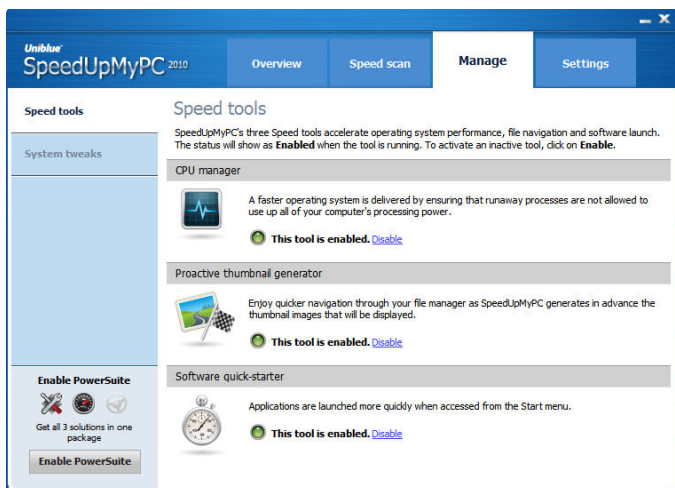 Uniblue
SpeedUpMyPC 2010
Overview
Speed scan
Manage
Settings
Speed tools
System tweaks
Speed tools
SpeedUpMyPC's three Speed tools accelerate operating system performance, file navigation and software launch.
The status will show as Enabled when the tool is running. To activate an inactive tool, click on Enable.
CPU manager
A faster operating system is delivered by ensuring that runaway processes are not allowed to
use up all of your computer's processing power.
This tool is enabled. Disable
Proactive thumbnail generator
Enjoy quicker navigation through your file manager as SpeedUpMyPC generates in advance the
thumbnail images that will be displayed.
This tool is enabled. Disable
Software quick-starter
Applications are launched more quickly when accessed from the Start menu.
This tool is enabled. Disable
Enable PowerSuite
Get all 3 solutions in one
package
Enable PowerSuite